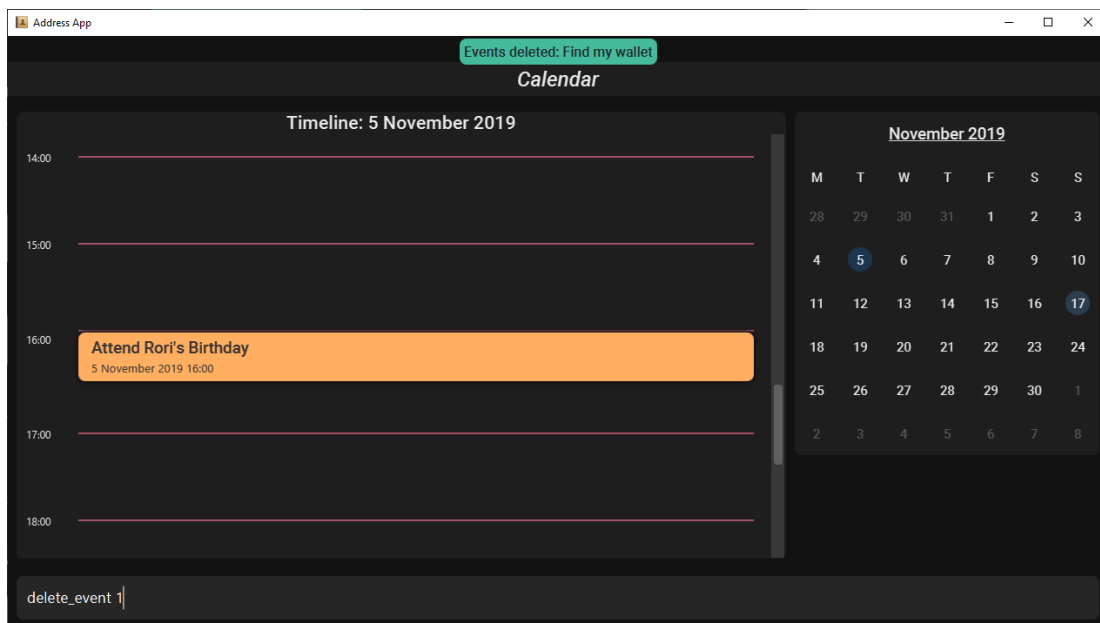 Address App
Events deleted: Find my wallet
Calendar
Timeline: 5 November 2019
14:00
15:00
16:00
Attend Rori's Birthday
5 November 2019 16:00
17:00
18:00
November 2019
M T W T F S S
28 29 30 31 1 2 3
4 5 6 7 8 9 10
11 12 13 14 15 16 17
18 19 20 21 22 23 24
25 26 27 28 29 30 1
2 3 4 5 6 7 8
delete_event 1